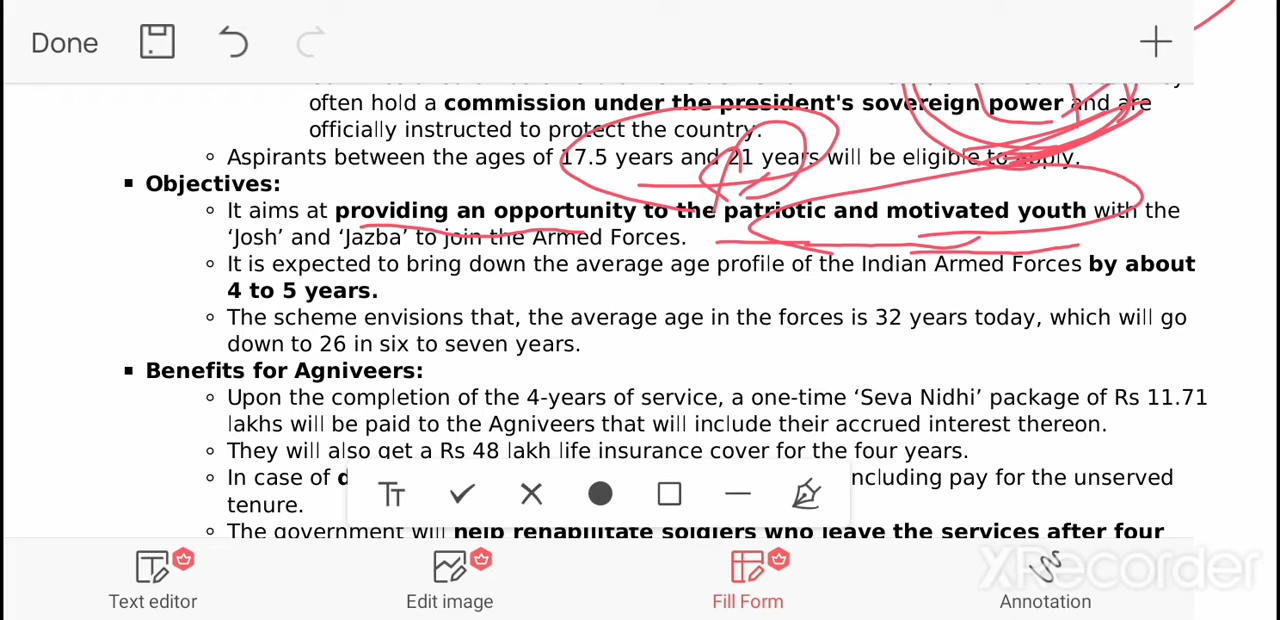 Done
often hold a commission under the president's sovereign power and are
officially instructed to protect the country.
Aspirants between the ages of 17.5 years and 21 years will be eligible to apply.
Objectives:
It aims at providing an opportunity to the patriotic and motivated youth with the
‘Josh’ and ‘Jazba’ to join the Armed Forces.
It is expected to bring down the average age profile of the Indian Armed Forces by about
4 to 5 years.
The scheme envisions that, the average age in the forces is 32 years today, which will go
down to 26 in six to seven years.
Benefits for Agniveers:
Upon the completion of the 4-years of service, a one-time ‘Seva Nidhi’ package of Rs 11.71
lakhs will be paid to the Agniveers that will include their accrued interest thereon.
They will also get a Rs 48 lakh life insurance cover for the four years.
In case of including pay for the unserved
tenure.
The government will help rehabilitate soldiers who leave the services after four
Text editor
Edit image
Fill Form
Annotation
XRecorder